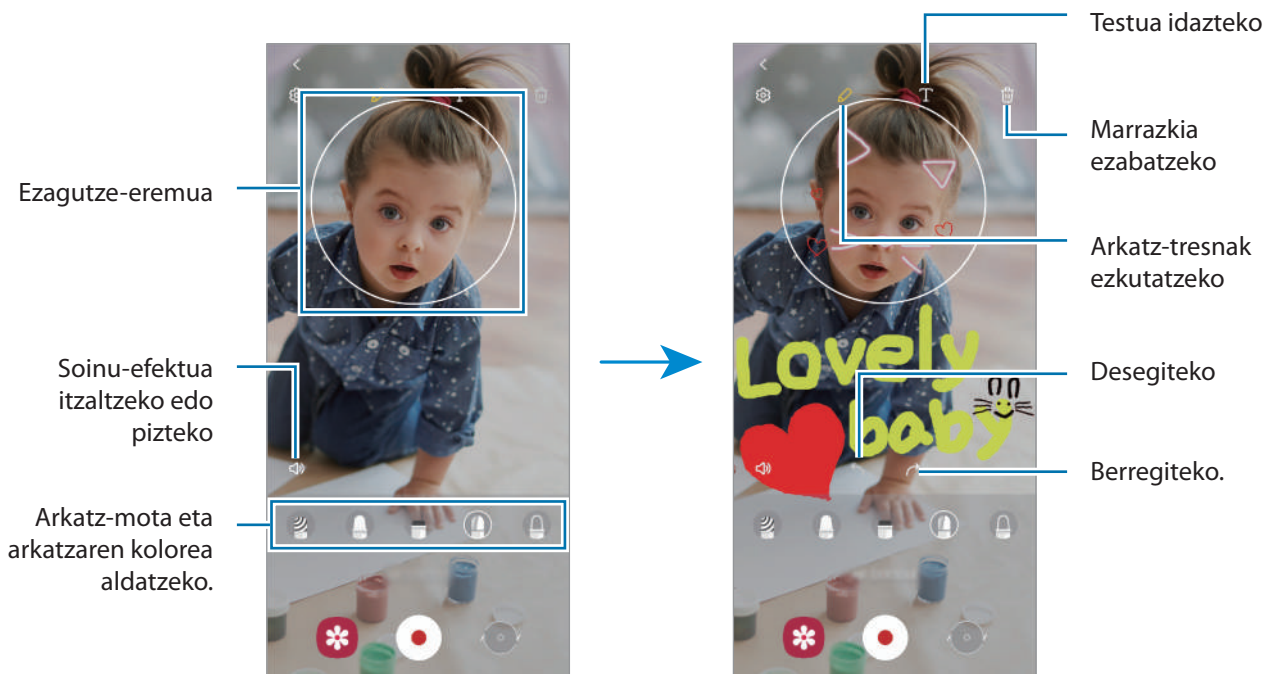 Ezagutze-eremua
Soinu-efektua
itzaltzeko edo
pizteko
Arkatz-mota eta
arkatzaren kolorea
aldatzeko.
Testua idazteko
T
Marrazkia
ezabatzeko
Arkatz-tresnak
ezkutatzeko
Lovely
baby
Desegiteko
Berregiteko.